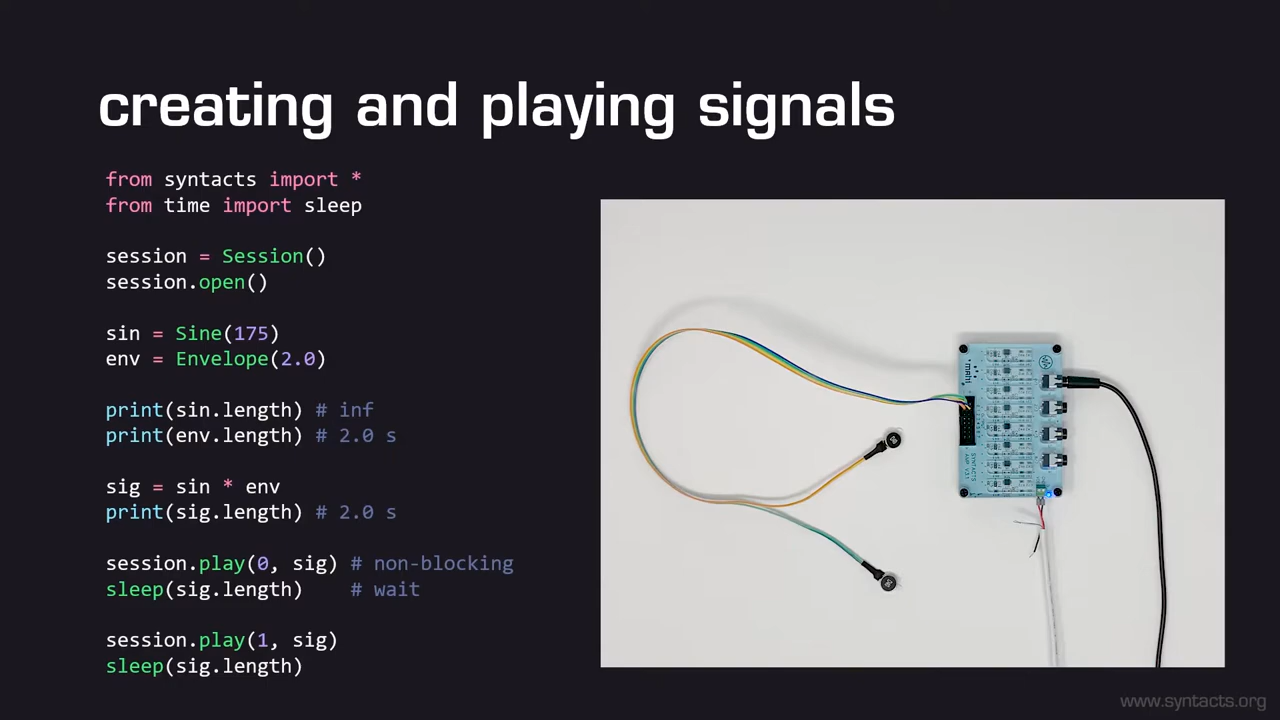 creating and playing signals
from syntacts import *
from time import sleep
session = Session()
session.open()
sin = Sine(175)
env = Envelope(2.0)
print(sin.length) # inf
print(env.length) # 2.0 s
sig = sin * env
print(sig.length) # 2.0 s
session.play(0, sig) # non-blocking
sleep(sig.length)    # wait
session.play(1, sig)
sleep(sig.length)
mahi
SYNTACTS
www.syntacts.org